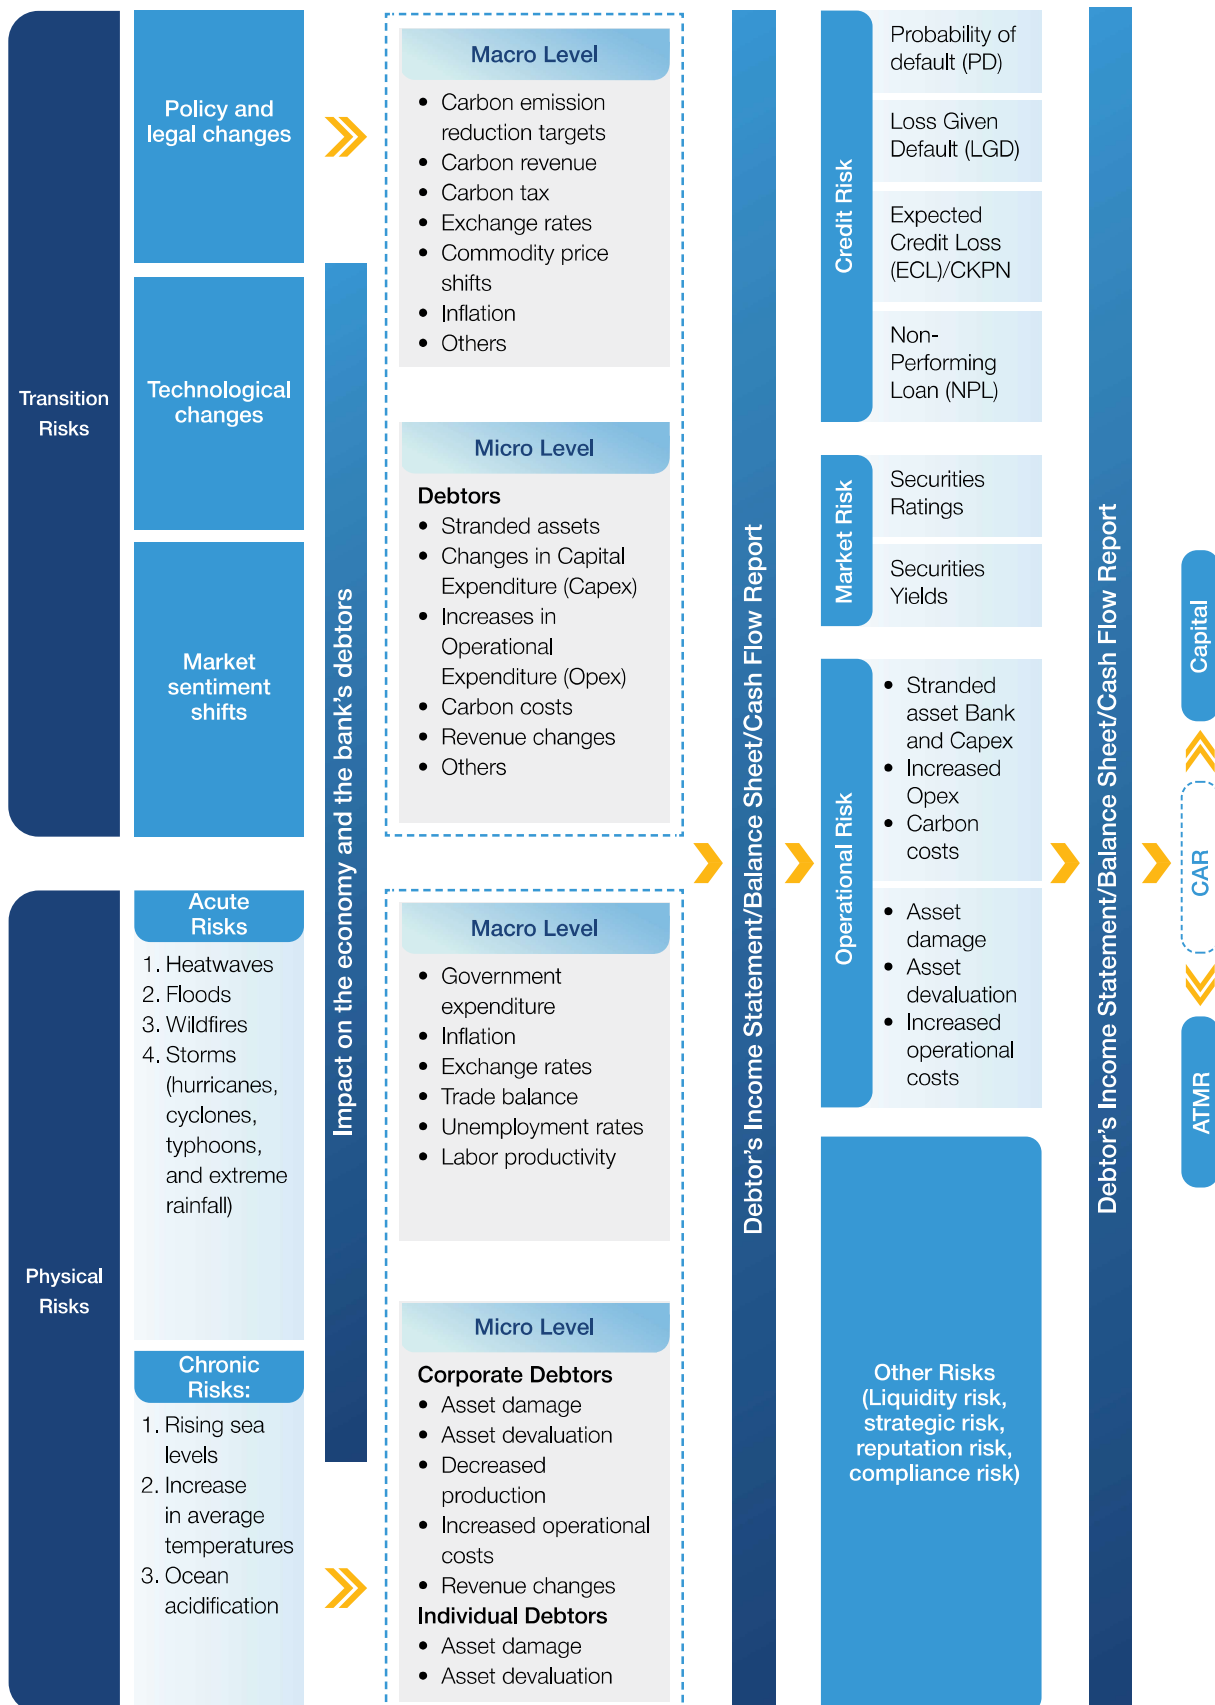 Transition
Risks
Policy and
legal changes
Technological
changes
Market
sentiment
shifts
Physical
Risks
Acute
Risks
1. Heatwaves
2. Floods
3. Wildfires
4. Storms
(hurricanes,
cyclones,
typhoons,
and extreme
rainfall)
Chronic
Risks:
1. Rising sea
levels
2. Increase
in average
temperatures
3. Ocean
acidification
Impact on the economy and the bank's debtors
Macro Level
• Carbon emission
reduction targets
• Carbon revenue
• Carbon tax
• Exchange rates
• Commodity price
shifts
• Inflation
• Others
Micro Level
Debtors
• Stranded assets
• Changes in Capital
Expenditure (Capex)
• Increases in
Operational
Expenditure (Opex)
• Carbon costs
• Revenue changes
• Others
Macro Level
• Government
expenditure
• Inflation
• Exchange rates
• Trade balance
• Unemployment rates
• Labor productivity
Micro Level
Corporate Debtors
• Asset damage
• Asset devaluation
• Decreased
production
• Increased operational
costs
• Revenue changes
Individual Debtors
• Asset damage
• Asset devaluation
Debtor's Income Statement/Balance Sheet/Cash Flow Report
Credit Risk
Probability of
default (PD)
Loss Given
Default (LGD)
Expected
Credit Loss
(ECL)/CKPN
Non-
Performing
Loan (NPL)
Market Risk
Securities
Ratings
Securities
Yields
Operational Risk
• Stranded
asset Bank
and Capex
• Increased
Opex
• Carbon
costs
• Asset
damage
• Asset
devaluation
• Increased
operational
costs
Other Risks
(Liquidity risk,
strategic risk,
reputation risk,
compliance risk)
Debtor's Income Statement/Balance Sheet/Cash Flow Report
Capital
CAR
ATMR